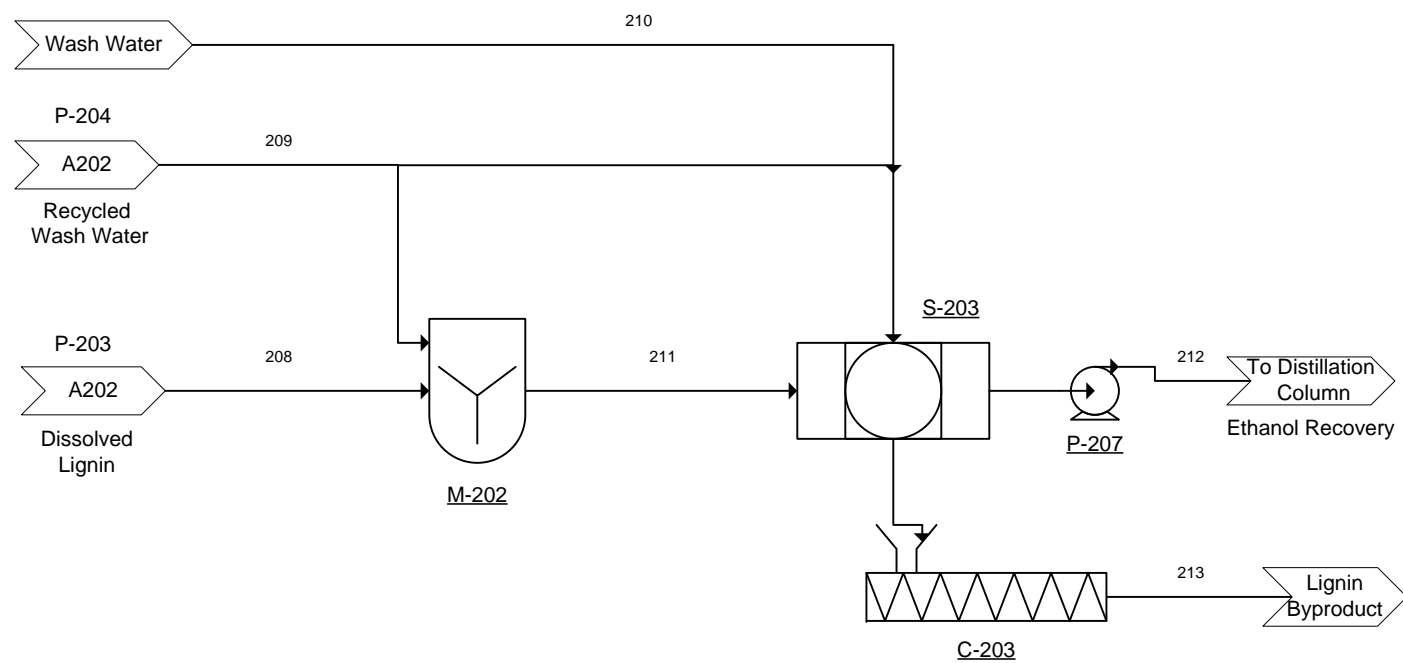 210
Wash Water
P-204
209
A202
Recycled
Wash Water
S-203
P-203
208
211
212
A202
To Distillation
Column
Dissolved
Lignin
Ethanol Recovery
P-207
M-202
213
Lignin
Byproduct
C-203